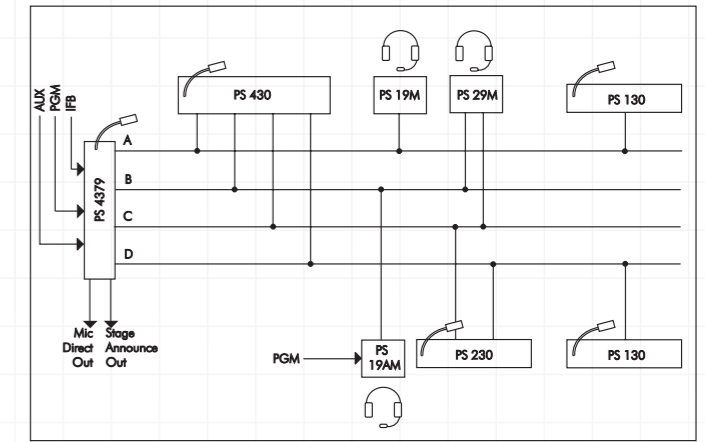 PS 430
PS 19M
PS 29M
PS 130
AUX
PGM
IFB
PS 4379
A
B
C
D
Mic
Direct
Out
Stage
Announce
Out
PGM
PS
19AM
PS 230
PS 130